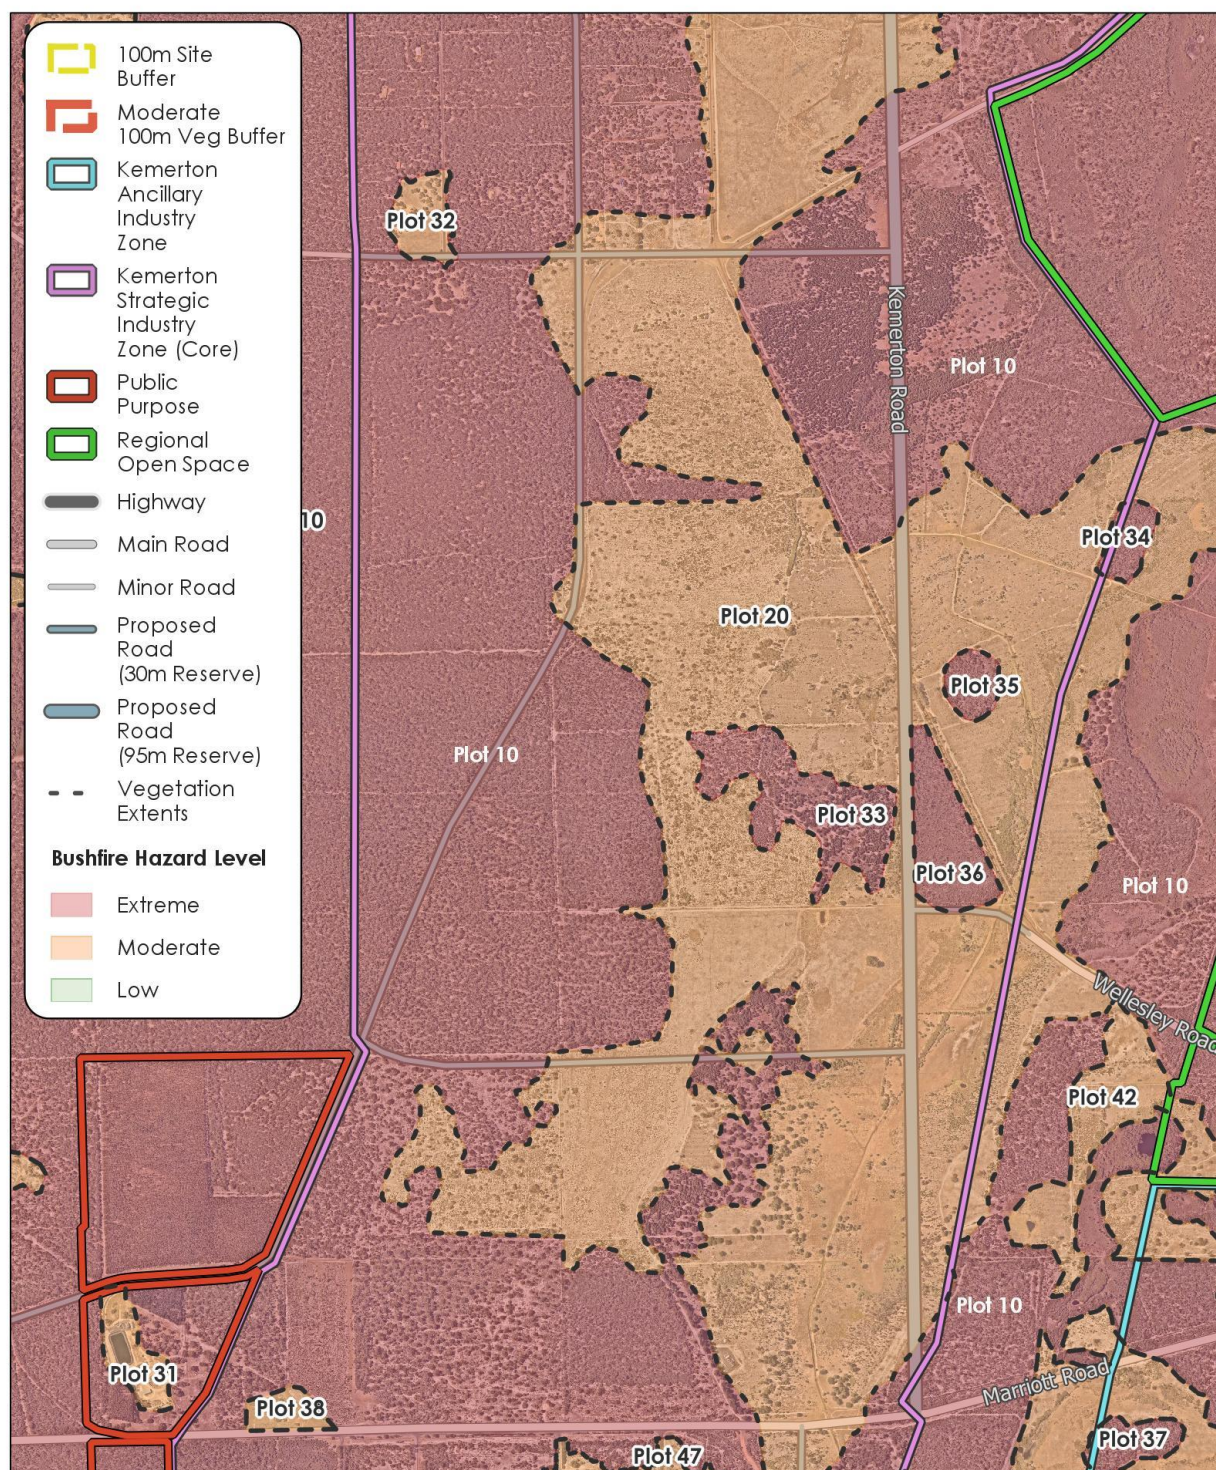 100m Site
Buffer
Moderate
100m Veg Buffer
Kemerton
Ancillary
Industry
Zone
Kemerton
Strategic
Industry
Zone (Core)
Public
Purpose
Regional
Open Space
Highway
Main Road
Minor Road
Proposed
Road
(30m Reserve)
Proposed
Road
(95m Reserve)
Vegetation
Extents
Bushfire Hazard Level
Extreme
Moderate
Low
Plot 32
Kemerton Road
Plot 10
10
Plot 34
Plot 20
Plot 35
Plot 10
Plot 33
Plot 36
Plot 10
Wellesley Road
Plot 42
Plot 10
Plot 31
Marriott Road
Plot 38
Plot 37
Plot 47